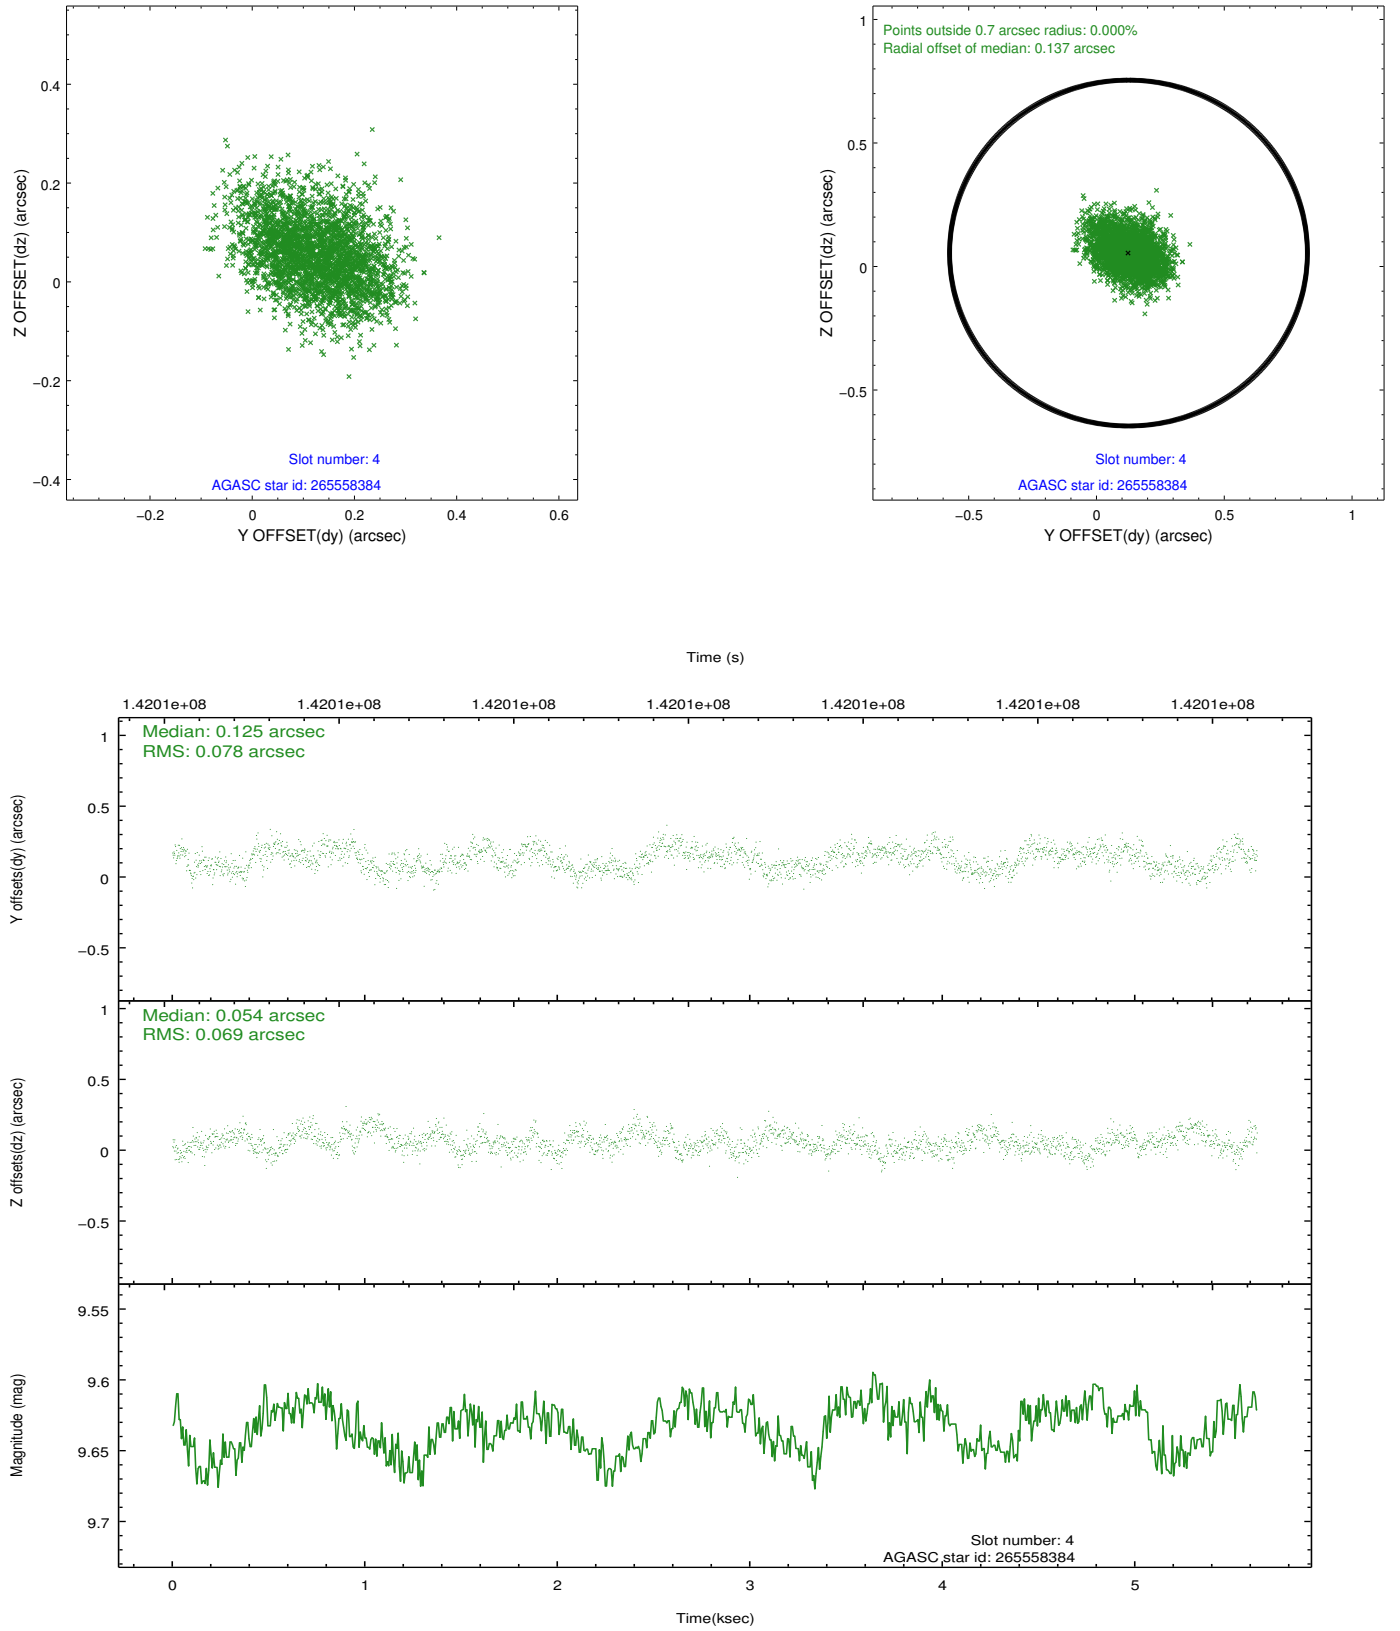 0.4
0.2
0
−0.2
−0.4
Z OFFSET(dz) (arcsec)
Slot number: 4
AGASC star id: 265558384
−0.2 0 0.2 0.4 0.6
Y OFFSET(dy) (arcsec)
Points outside 0.7 arcsec radius: 0.000%
Radial offset of median: 0.137 arcsec
1
0.5
0
−0.5
Z OFFSET(dz) (arcsec)
Slot number: 4
AGASC star id: 265558384
−0.5 0 0.5 1
Y OFFSET(dy) (arcsec)
Time (s)
1.4201e+08 1.4201e+08 1.4201e+08 1.4201e+08 1.4201e+08 1.4201e+08 1.4201e+08
Median: 0.125 arcsec
RMS: 0.078 arcsec
1
0.5
0
−0.5
Y offsets(dy) (arcsec)
Median: 0.054 arcsec
RMS: 0.069 arcsec
1
0.5
0
−0.5
Z offsets(dz) (arcsec)
9.55
9.6
9.65
9.7
Magnitude (mag)
Slot number: 4
AGASC star id: 265558384
0 1 2 3 4 5
Time(ksec)